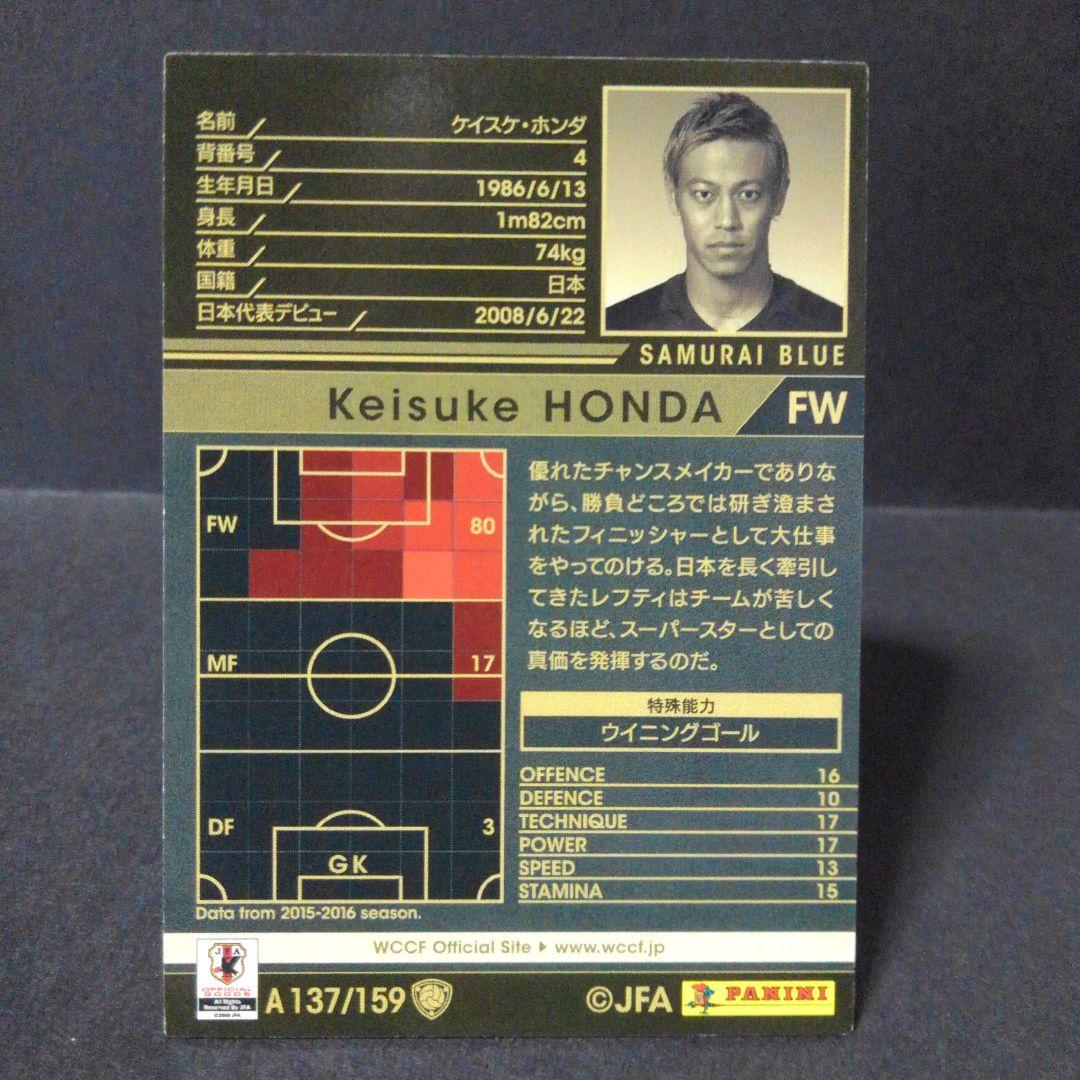 名前 ケイスケ・ホンダ
背番号 4
生年月日 1986/6/13
身長 1m82cm
体重 74kg
国籍 日本
日本代表デビュー 2008/6/22
SAMURAI BLUE
Keisuke HONDA FW
FW 80
MF 17
DF 3
GK
Data from 2015-2016 season.
優れたチャンスメイカーでありな
がら、勝負どころでは研ぎ澄まさ
れたフィニッシャーとして大仕事
をやってのける。日本を長く牽引し
てきたレフティはチームが苦しく
なるほど、スーパースターとしての
真価を発揮するのだ。
特殊能力
ウイニングゴール
OFFENCE 16
DEFENCE 10
TECHNIQUE 17
POWER 17
SPEED 13
STAMINA 15
WCCF Official Site ▶ www.wccf.jp
JFA
OFFICIAL
GOODS
All Rights
Reserved By JFA
A 137/159
©JFA
PANINI